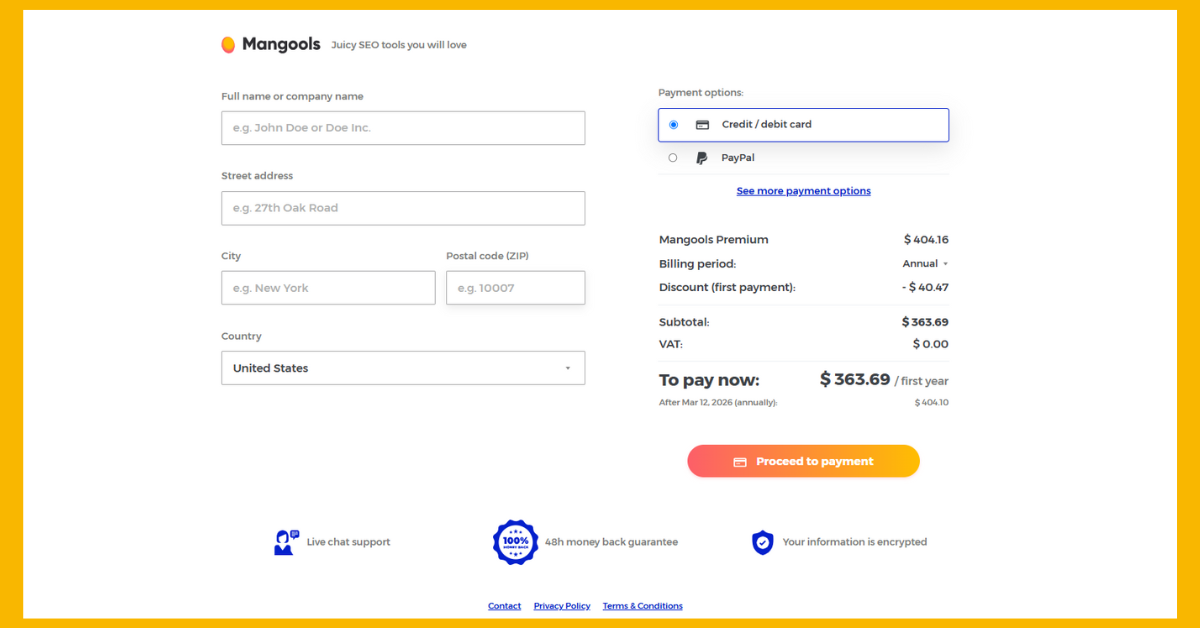 Mangools Juicy SEO tools you will love
Full name or company name
e.g. John Doe or Doe Inc.
Street address
e.g. 27th Oak Road
City
Postal code (ZIP)
e.g. New York
e.g. 10007
Country
United States
Payment options:
Credit / debit card
PayPal
See more payment options
Mangools Premium $ 404.16
Billing period: Annual
Discount (first payment): - $ 40.47
Subtotal: $ 363.69
VAT: $ 0.00
To pay now: $ 363.69 / first year
After Mar 12, 2026 (annually): $ 404.10
Proceed to payment
Live chat support
100%
MONEY BACK
48h money back guarantee
Your information is encrypted
Contact Privacy Policy Terms & Conditions